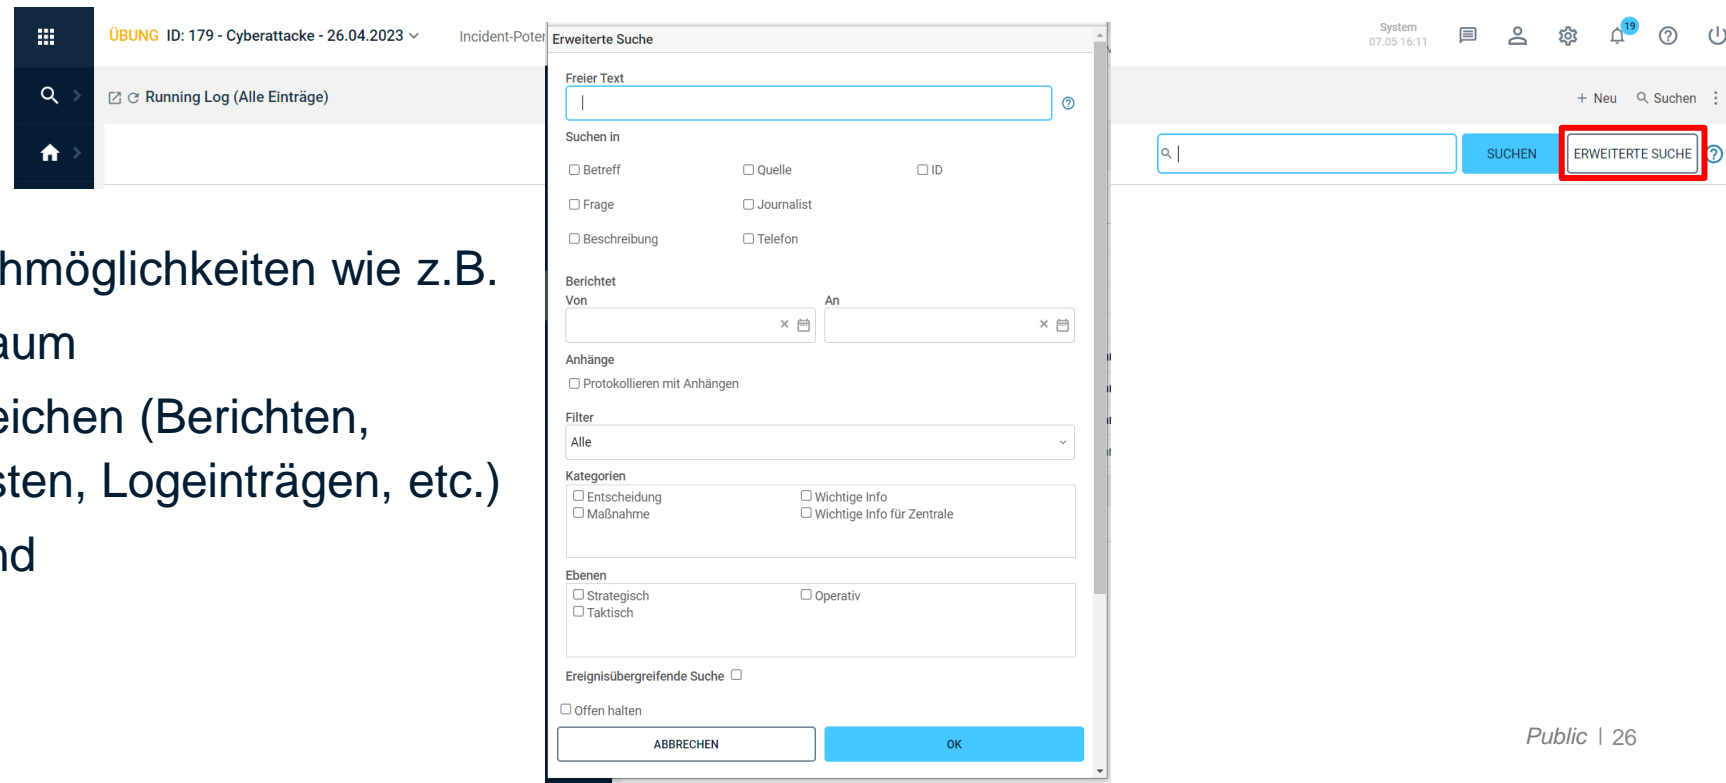 ÜBUNG ID: 179 - Cyberattacke - 26.04.2023
Incident-Poter
System
07.05 16:11
19
Running Log (Alle Einträge)
+ Neu Suchen
SUCHEN
ERWEITERTE SUCHE
hmöglichkeiten wie z.B.
aum
eichen (Berichten,
sten, Logeinträgen, etc.)
nd
Erweiterte Suche
Freier Text
Suchen in
Betreff Quelle ID
Frage Journalist
Beschreibung Telefon
Berichtet
Von An
Anhänge
Protokollieren mit Anhängen
Filter
Alle
Kategorien
Entscheidung Wichtige Info
Maßnahme Wichtige Info für Zentrale
Ebenen
Strategisch Operativ
Taktisch
Ereignisübergreifende Suche
Offen halten
ABBRECHEN OK
Public | 26